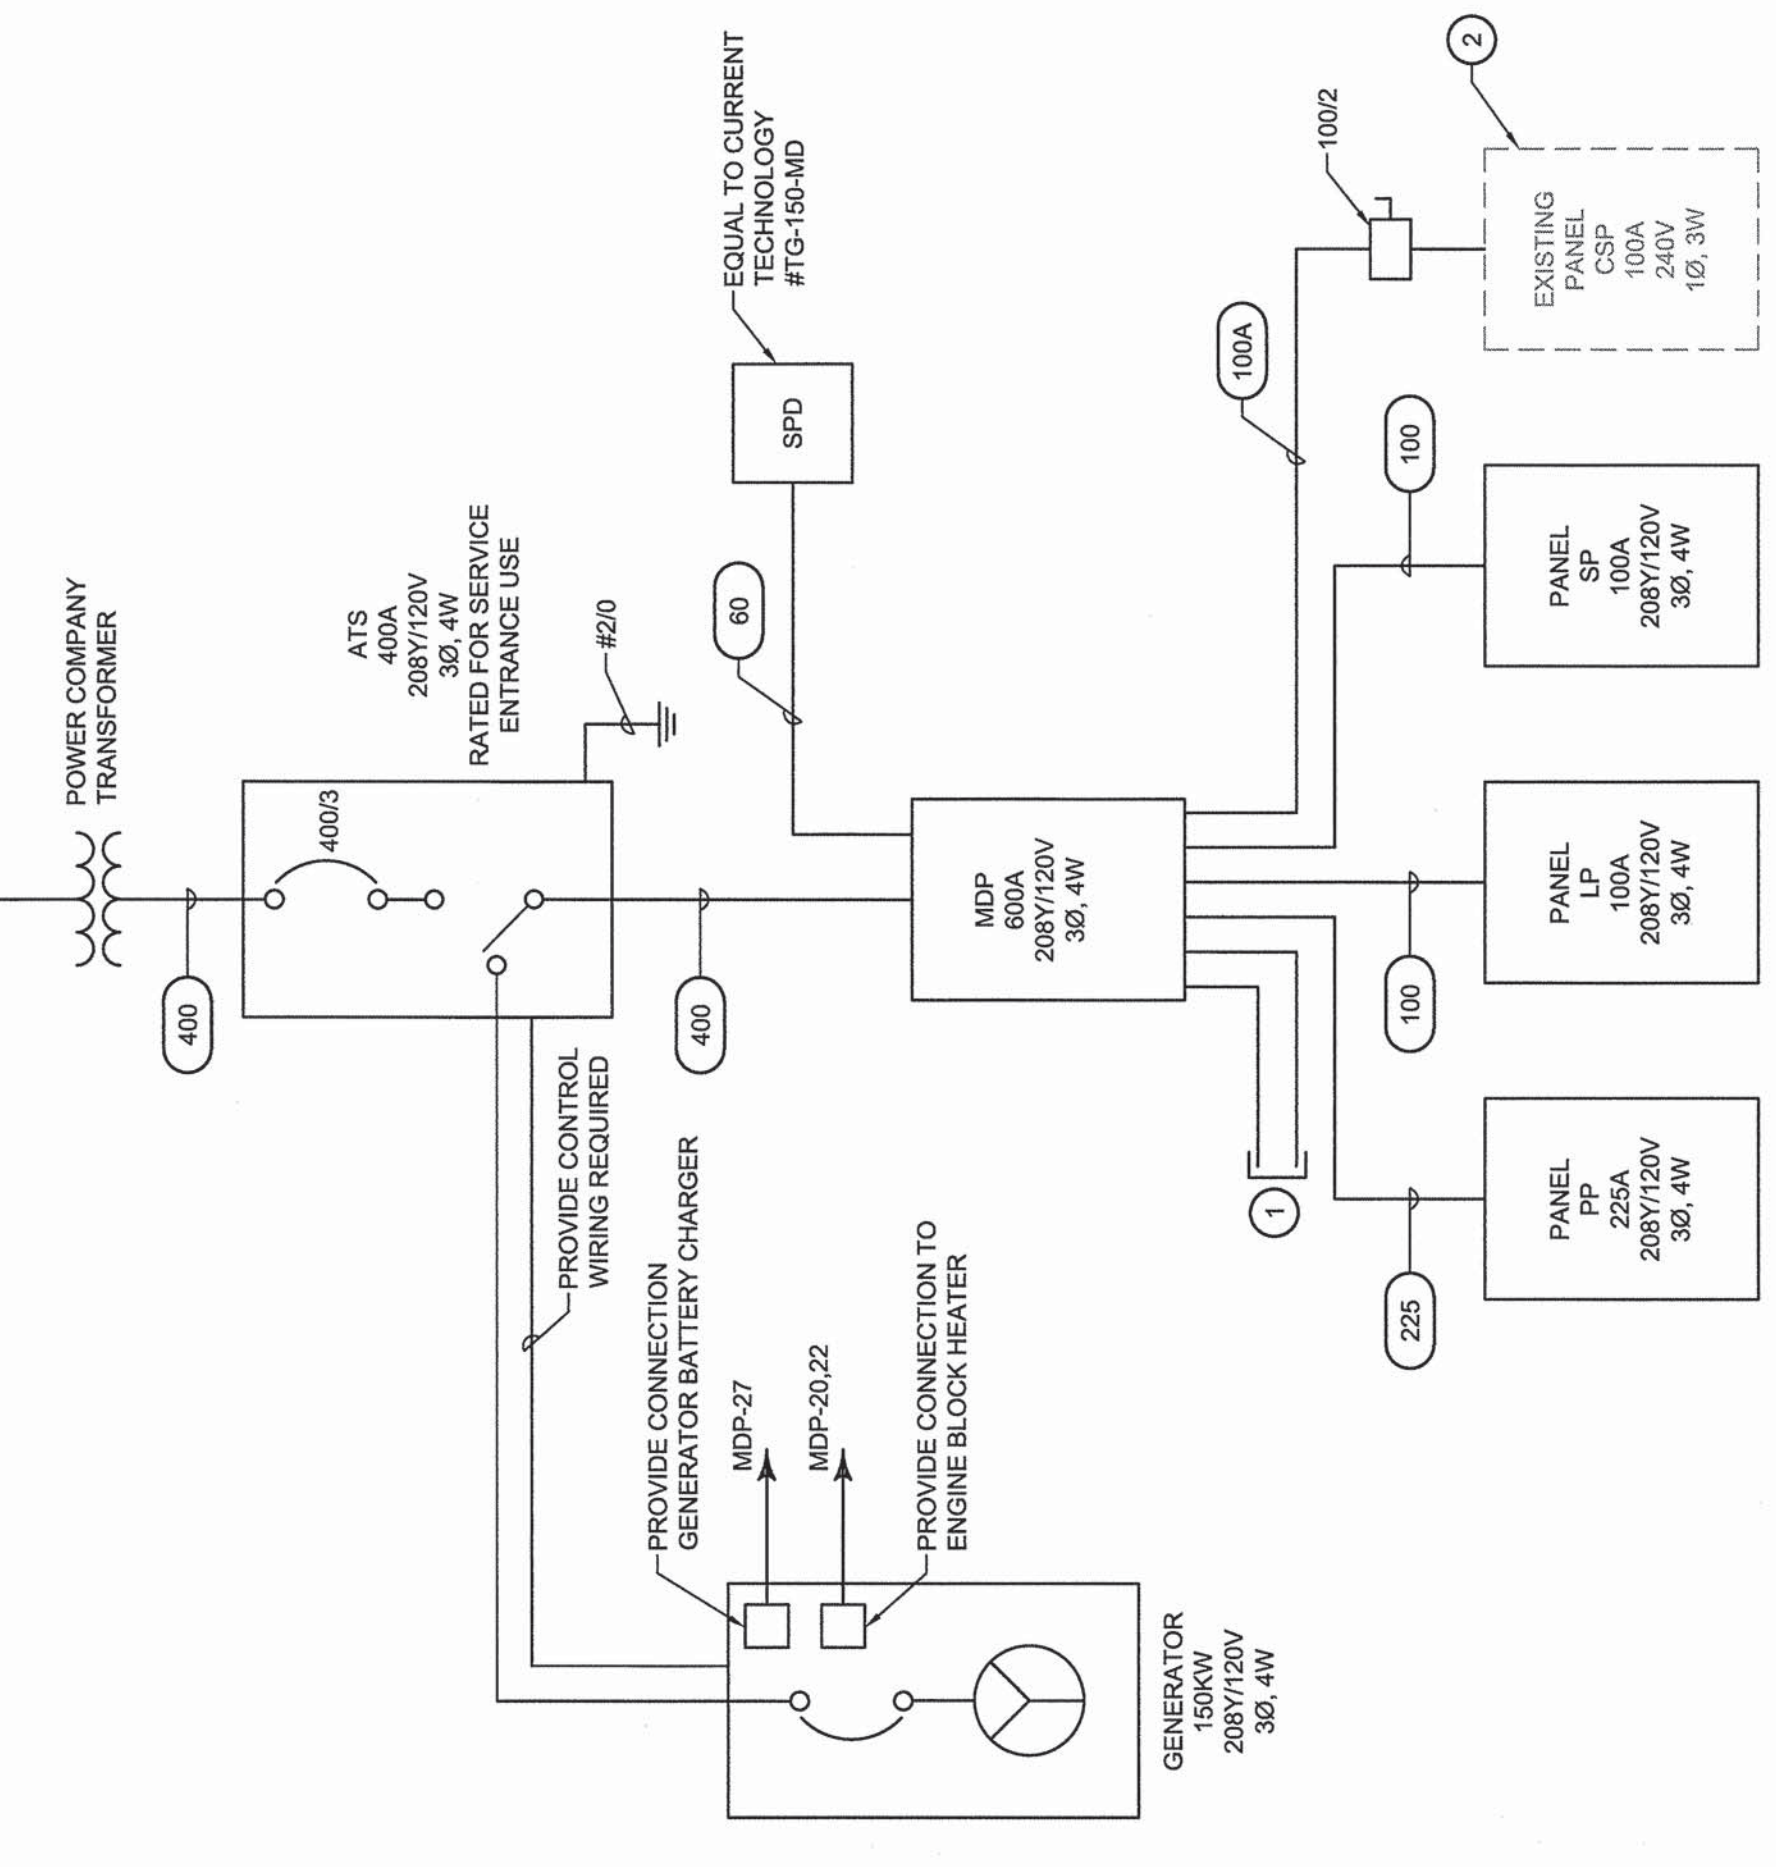 POWER COMPANY
TRANSFORMER
400
400/3
ATS
400A
208Y/120V
3Ø, 4W
RATED FOR SERVICE
ENTRANCE USE
#2/0
PROVIDE CONTROL
WIRING REQUIRED
400
60
SPD
EQUAL TO CURRENT
TECHNOLOGY
#TG-150-MD
PROVIDE CONNECTION
GENERATOR BATTERY CHARGER
MDP-27
MDP-20,22
PROVIDE CONNECTION TO
ENGINE BLOCK HEATER
GENERATOR
150KW
208Y/120V
3Ø, 4W
MDP
600A
208Y/120V
3Ø, 4W
1
225
100
100
100A
100/2
2
PANEL
PP
225A
208Y/120V
3Ø, 4W
PANEL
LP
100A
208Y/120V
3Ø, 4W
PANEL
SP
100A
208Y/120V
3Ø, 4W
EXISTING
PANEL
CSP
100A
240V
1Ø, 3W